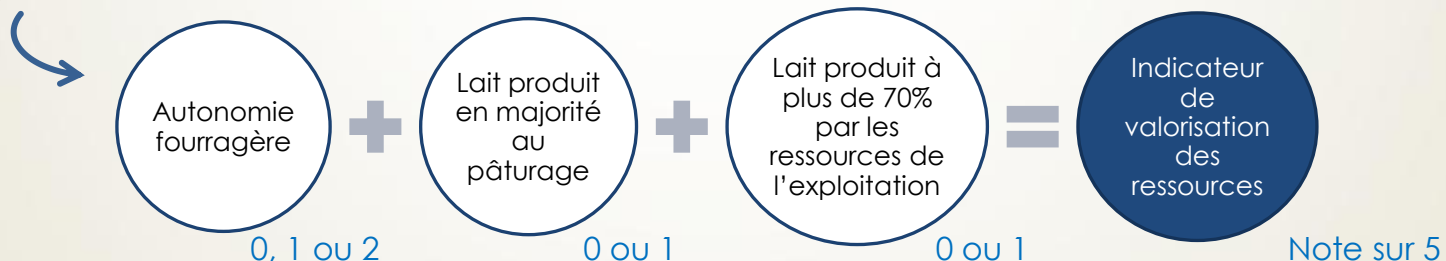 Autonomie
fourragère
Lait produit
en majorité
au
pâturage
Lait produit à
plus de 70%
par les
ressources de
l'exploitation
Indicateur
de
valorisation
des
ressources
0, 1 ou 2
0 ou 1
0 ou 1
Note sur 5